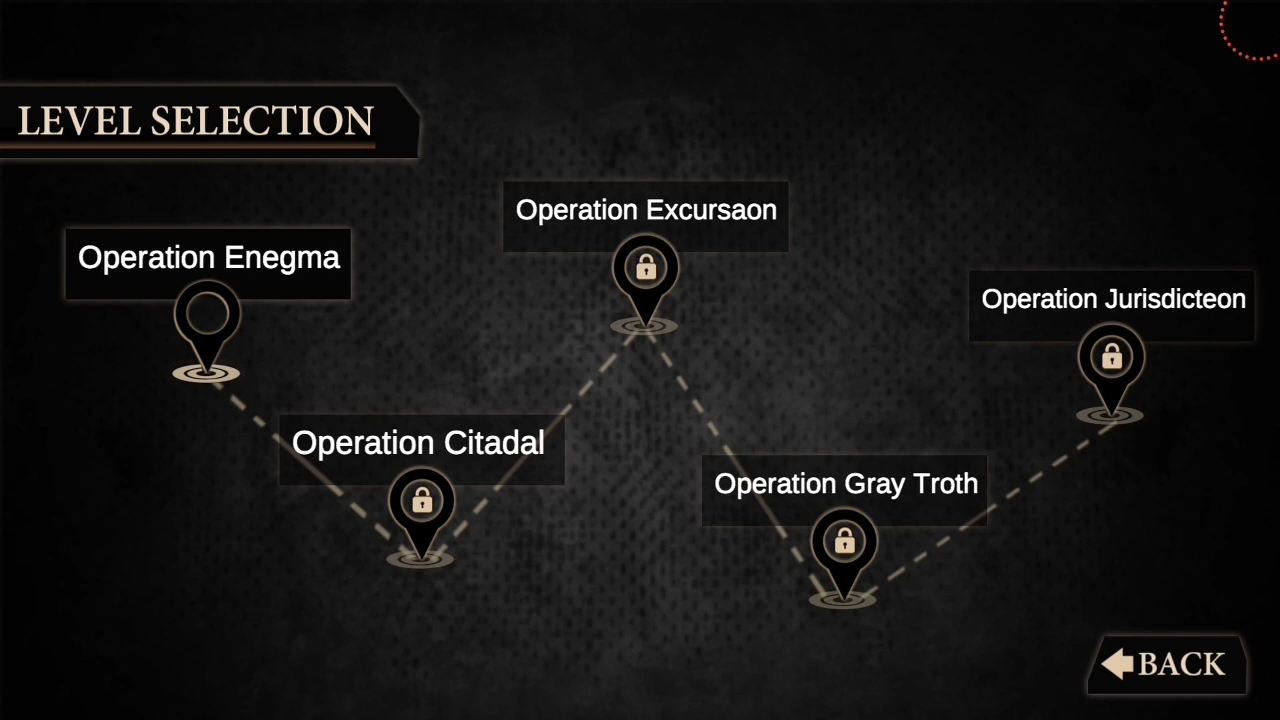 LEVEL SELECTION
Operation Excursaon
Operation Enegma
Operation Jurisdicteon
Operation Citadal
Operation Gray Troth
BACK